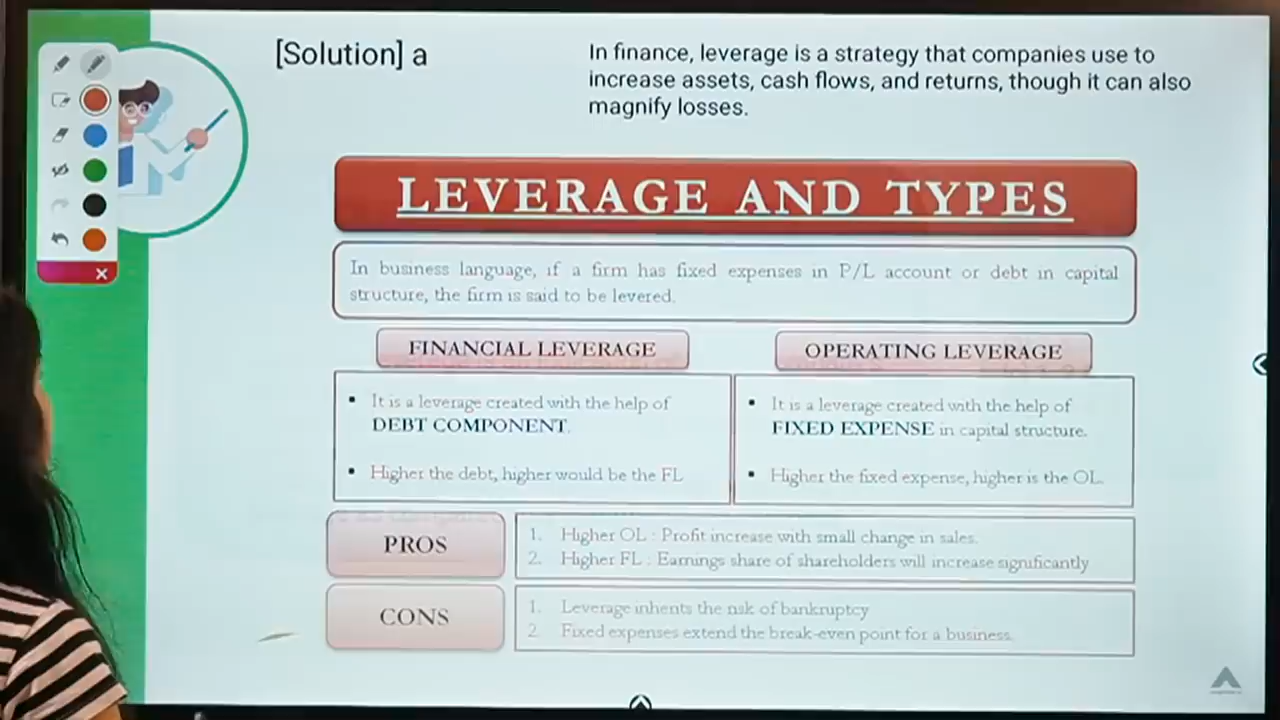 [Solution] a
In finance, leverage is a strategy that companies use to
increase assets, cash flows, and returns, though it can also
magnify losses.
LEVERAGE AND TYPES
In business language, if a firm has fixed expenses in P/L account or debt in capital
structure, the firm is said to be levered.
FINANCIAL LEVERAGE
• It is a leverage created with the help of
DEBT COMPONENT.
• Higher the debt, higher would be the FL
OPERATING LEVERAGE
• It is a leverage created with the help of
FIXED EXPENSE in capital structure.
• Higher the fixed expense, higher is the OL.
PROS
1. Higher OL : Profit increase with small change in sales.
2. Higher FL : Earnings share of shareholders will increase significantly
CONS
1. Leverage inherits the risk of bankruptcy
2. Fixed expenses extend the break-even point for a business.